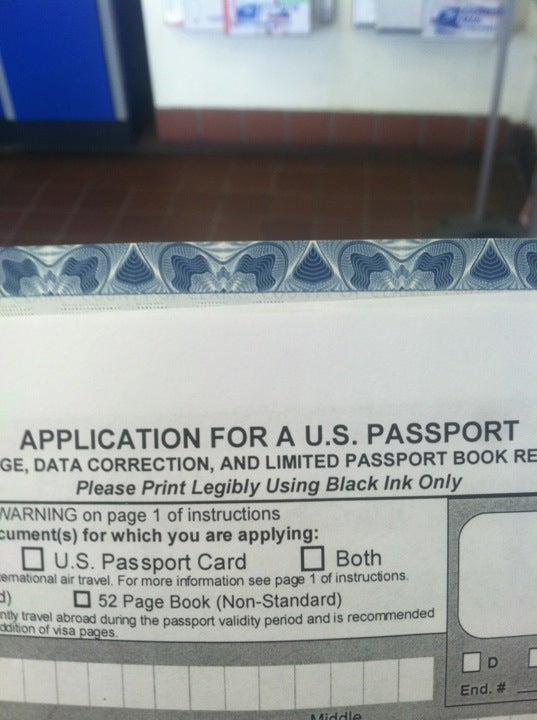 APPLICATION FOR A U.S. PASSPORT
GE, DATA CORRECTION, AND LIMITED PASSPORT BOOK RE
Please Print Legibly Using Black Ink Only
WARNING on page 1 of instructions
cument(s) for which you are applying:
U.S. Passport Card Both
ernational air travel. For more information see page 1 of instructions.
d) 52 Page Book (Non-Standard)
ntly travel abroad during the passport validity period and is recommended
ddition of visa pages.
D
End. #
Middle